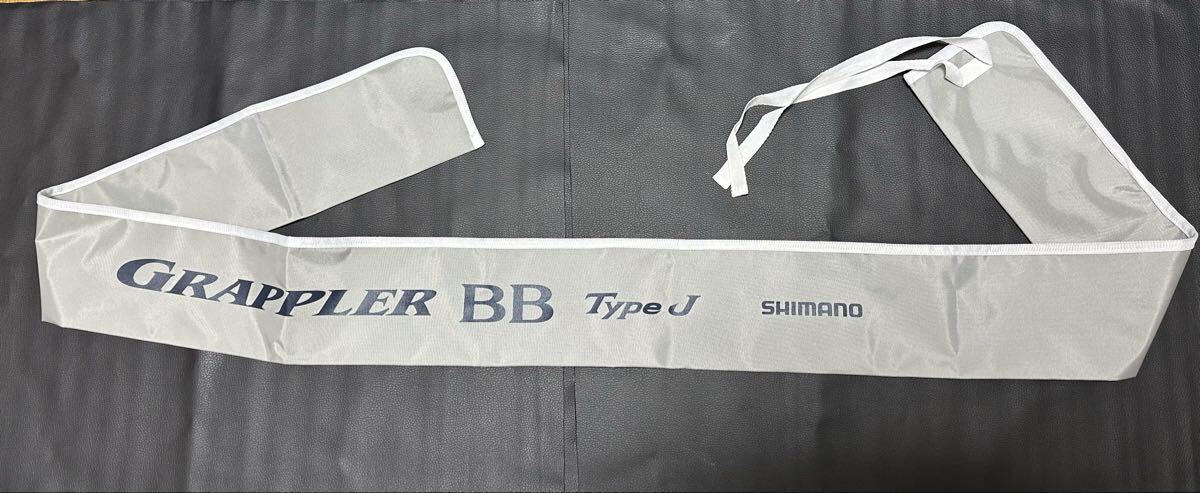 GRAPPLER BB Type J SHIMANO